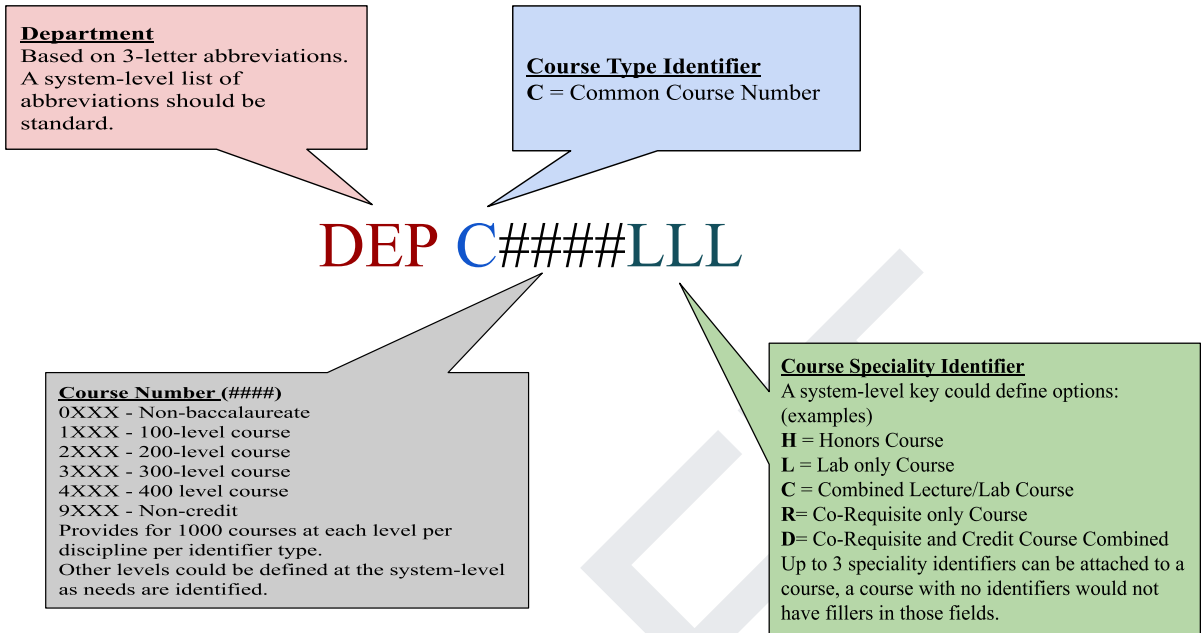 Department
Based on 3-letter abbreviations.
A system-level list of
abbreviations should be
standard.
Course Type Identifier
C = Common Course Number
DEP C####LLL
Course Number (####)
0XXX - Non-baccalaureate
1XXX - 100-level course
2XXX - 200-level course
3XXX - 300-level course
4XXX - 400 level course
9XXX - Non-credit
Provides for 1000 courses at each level per
discipline per identifier type.
Other levels could be defined at the system-level
as needs are identified.
Course Speciality Identifier
A system-level key could define options:
(examples)
H = Honors Course
L = Lab only Course
C = Combined Lecture/Lab Course
R= Co-Requisite only Course
D= Co-Requisite and Credit Course Combined
Up to 3 speciality identifiers can be attached to a
course, a course with no identifiers would not
have fillers in those fields.